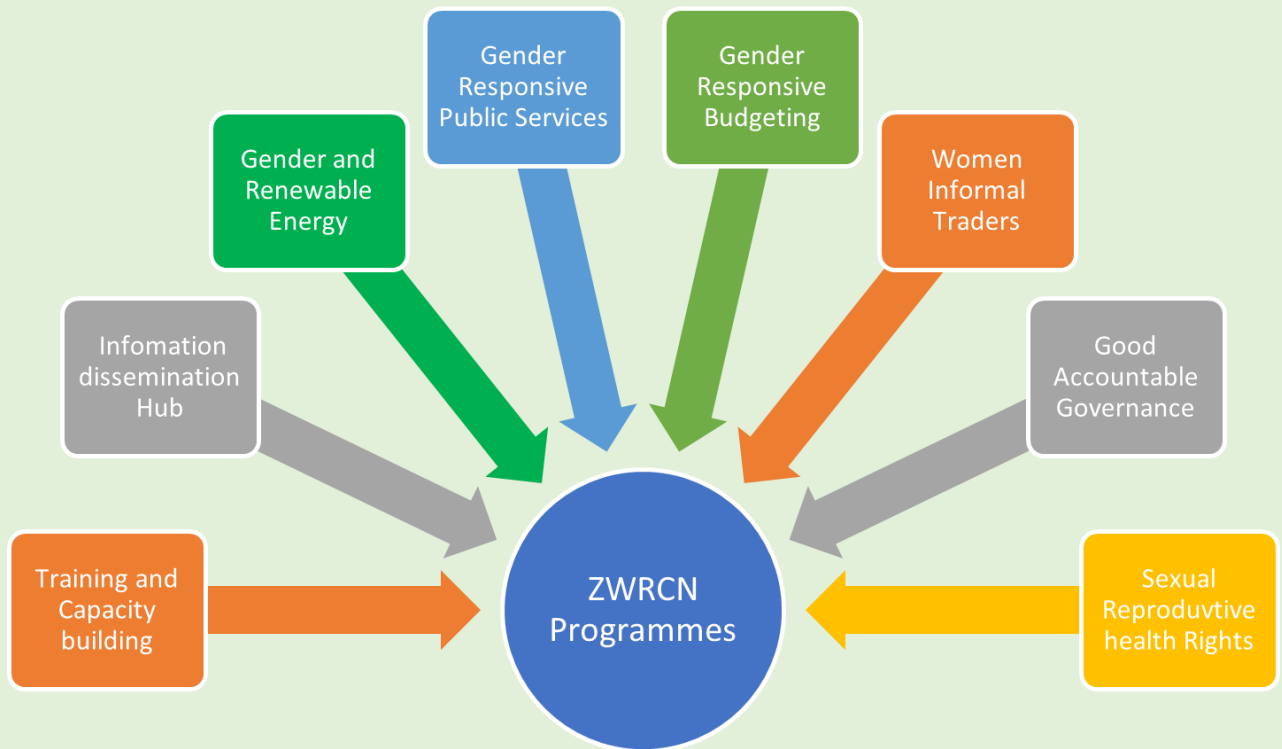 Gender
Responsive
Public Services
Gender
Responsive
Budgeting
Gender and
Renewable
Energy
Women
Informal
Traders
Infomation
dissemination
Hub
Good
Accountable
Governance
Training and
Capacity
building
ZWRCN
Programmes
Sexual
Reproduvtive
health Rights